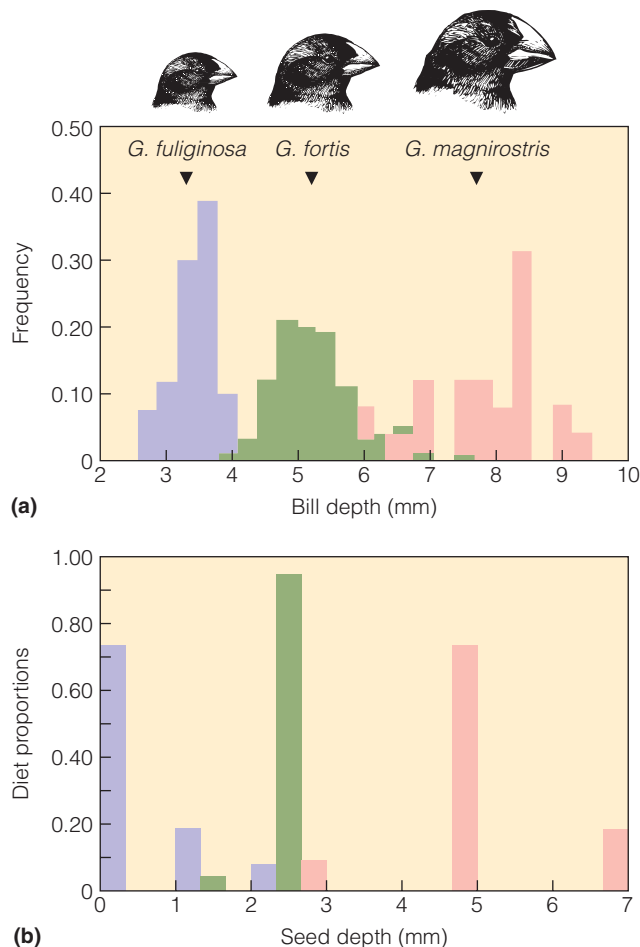 0.50
G. fuliginosa G. fortis G. magnirostris
0.40
0.30
Frequency
0.20
0.10
0
2 3 4 5 6 7 8 9 10
(a) Bill depth (mm)
1.00
0.80
0.60
Diet proportions
0.40
0.20
0
0 1 2 3 4 5 6 7
(b) Seed depth (mm)